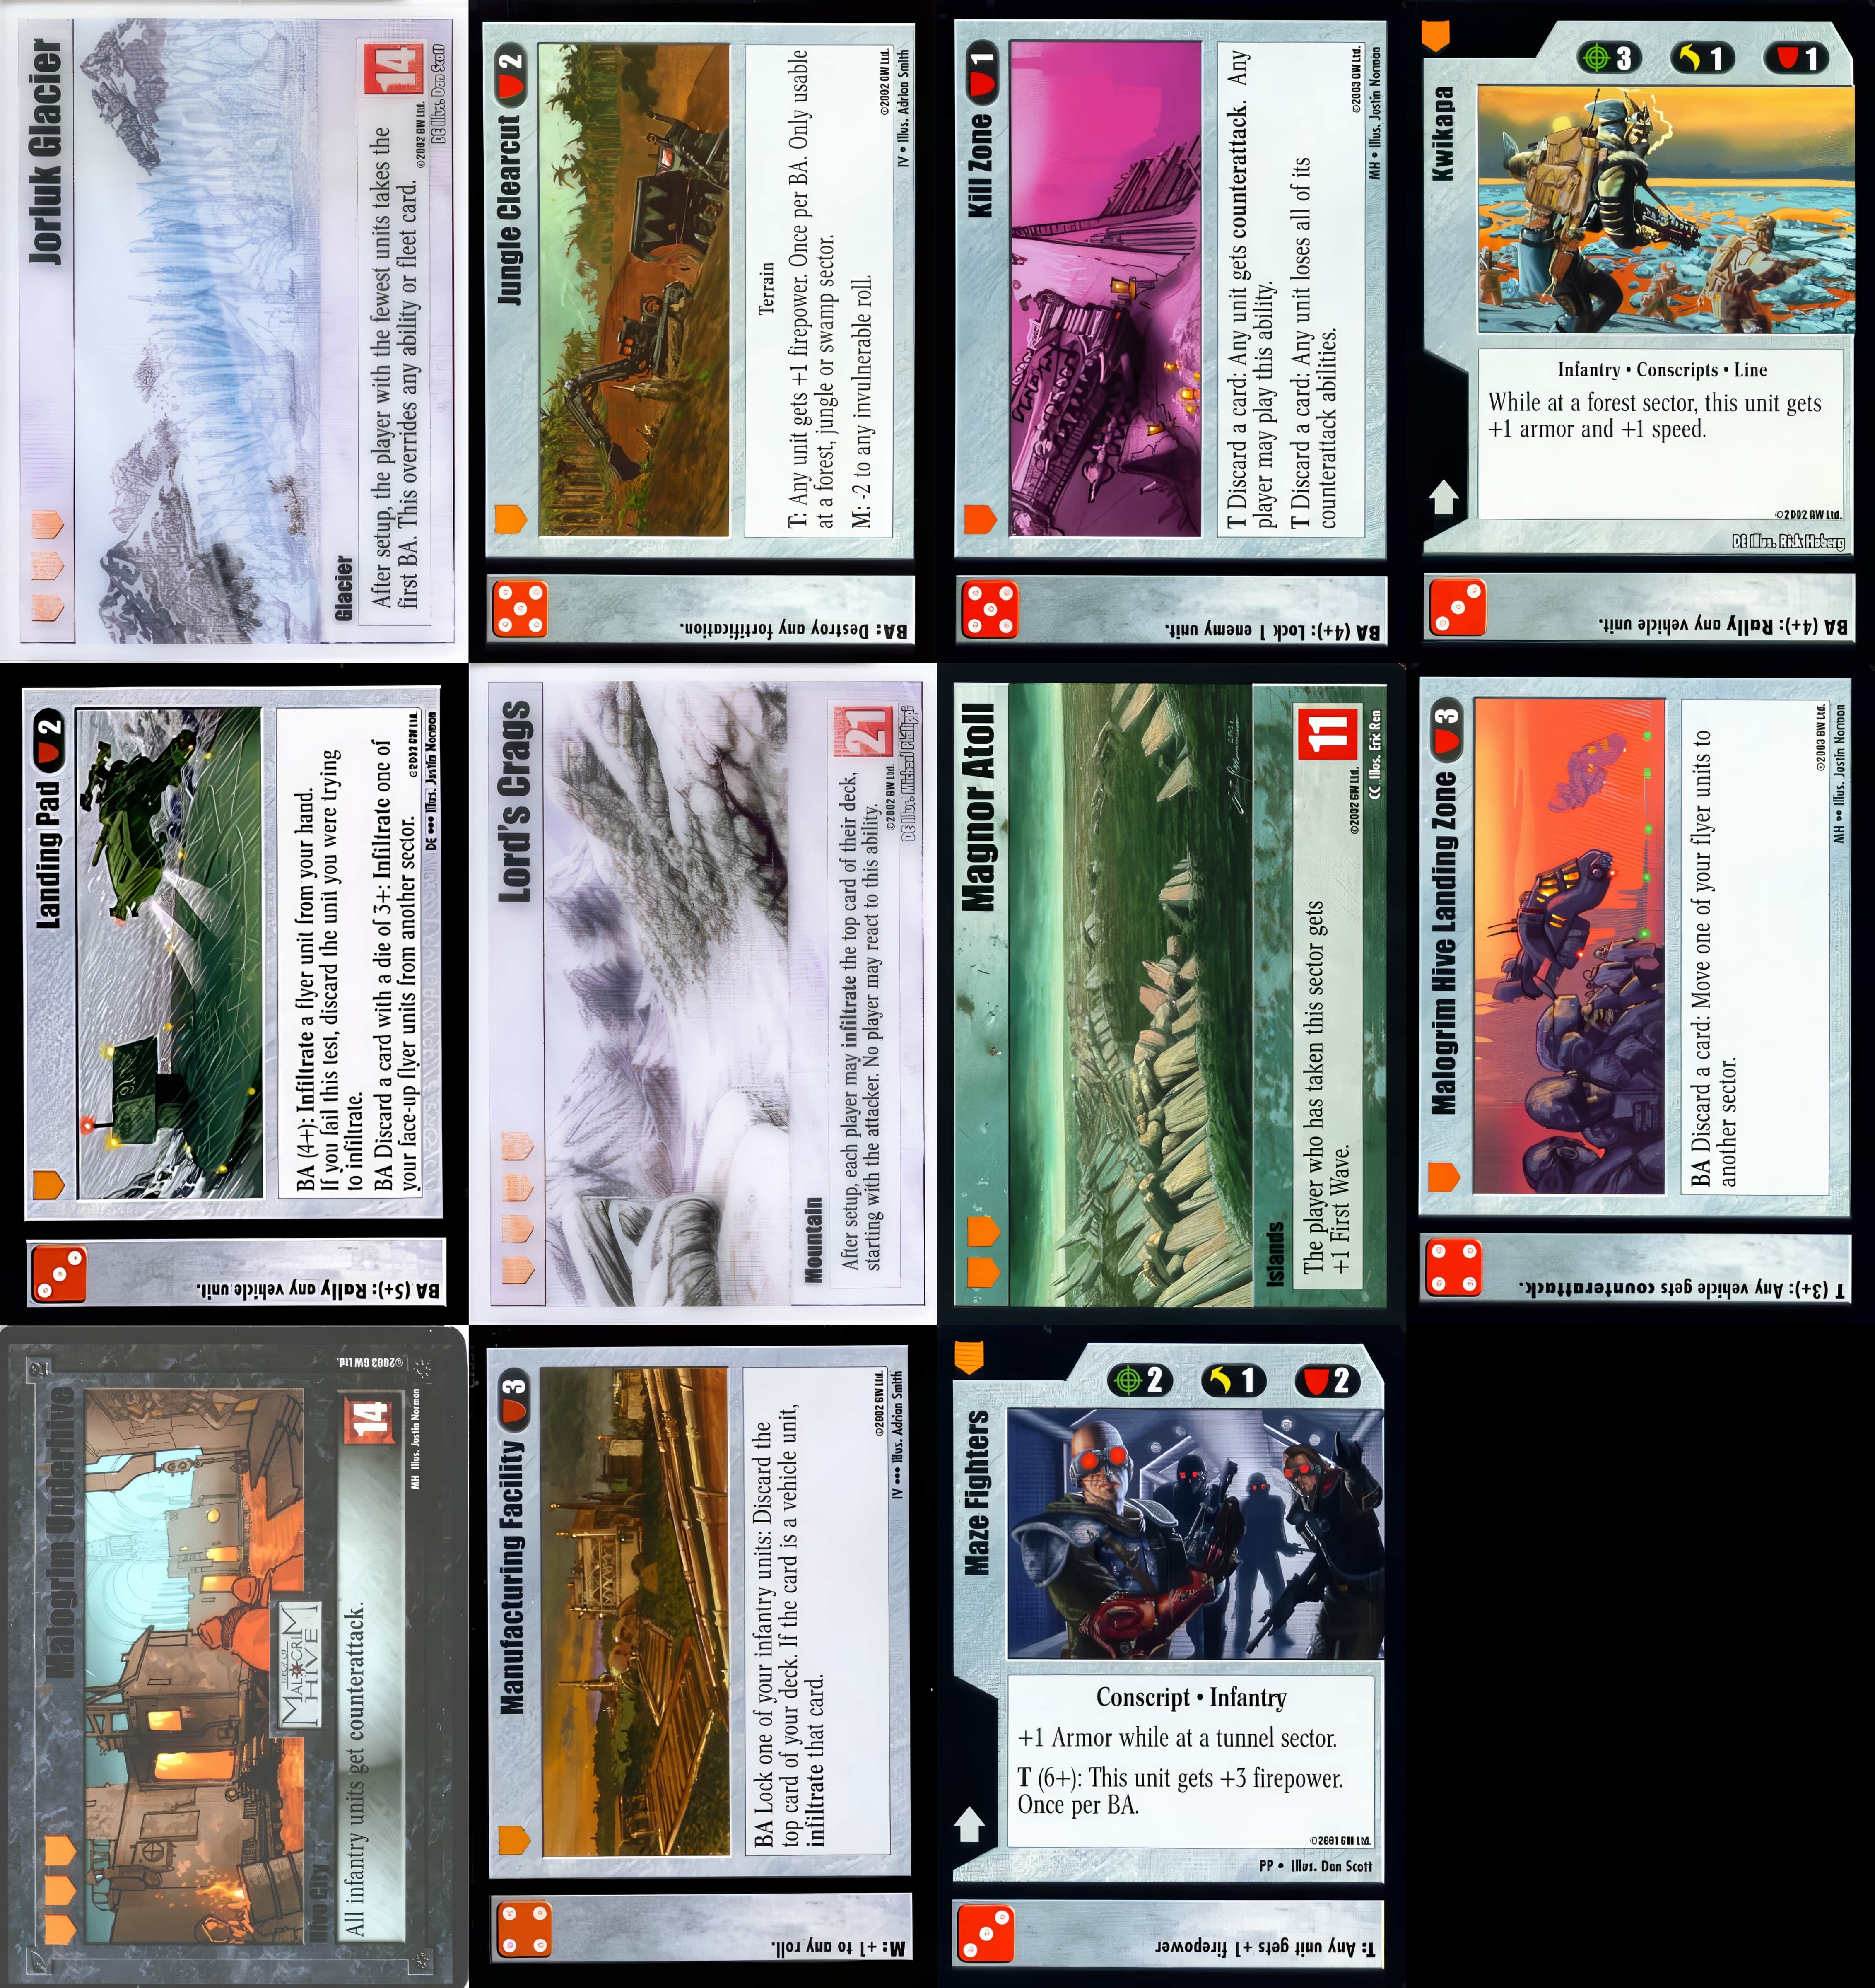 Jorluk Glacier
Glacier
After setup, the player with the fewest units takes the
first BA. This overrides any ability or fleet card.
14
©2002 GW Ltd.
DE Illus. Dan Scott
Jungle Clearcut
2
Terrain
T: Any unit gets +1 firepower. Once per BA. Only usable
at a forest, jungle or swamp sector.
M: -2 to any invulnerable roll.
©2002 GW Ltd.
IV • Illus. Adrian Smith
BA: Destroy any fortification.
Kill Zone
1
T Discard a card: Any unit gets counterattack. Any
player may play this ability.
T Discard a card: Any unit loses all of its
counterattack abilities.
©2003 GW Ltd.
MH • Illus. Justin Norman
BA (4+): Lock 1 enemy unit.
Kwikapa
3
1
1
Infantry • Conscripts • Line
While at a forest sector, this unit gets
+1 armor and +1 speed.
©2002 GW Ltd.
DE Illus. Rick Hoberg
BA (4+): Rally any vehicle unit.
Landing Pad
2
BA (4+): Infiltrate a flyer unit from your hand.
If you fail this test, discard the unit you were trying
to infiltrate.
BA Discard a card with a die of 3+: Infiltrate one of
your face-up flyer units from another sector.
©2002 GW Ltd.
DE ••• Illus. Justin Norman
BA (5+): Rally any vehicle unit.
Lord's Crags
Mountain
After setup, each player may infiltrate the top card of their deck,
starting with the attacker. No player may react to this ability.
21
©2002 GW Ltd.
DE Illus. Michael Phillippi
Magnor Atoll
Islands
The player who has taken this sector gets
+1 First Wave.
11
©2002 GW Ltd.
CC Illus. Eric Ren
Malogrim Hive Landing Zone
3
BA Discard a card: Move one of your flyer units to
another sector.
©2003 GW Ltd.
MH •• Illus. Justin Norman
T (3+): Any vehicle gets counterattack.
Malogrim Underhive
Hive City
SIEGE OF
MALOGRIM
HIVE
All infantry units get counterattack.
14
MH Illus. Justin Norman
©2003 GW Ltd.
Manufacturing Facility
3
BA Lock one of your infantry units: Discard the
top card of your deck. If the card is a vehicle unit,
infiltrate that card.
©2002 GW Ltd.
IV ••• Illus. Adrian Smith
M: +1 to any roll.
Maze Fighters
2
1
2
Conscript • Infantry
+1 Armor while at a tunnel sector.
T (6+): This unit gets +3 firepower.
Once per BA.
©2001 GW Ltd.
PP • Illus. Dan Scott
T: Any unit gets +1 firepower